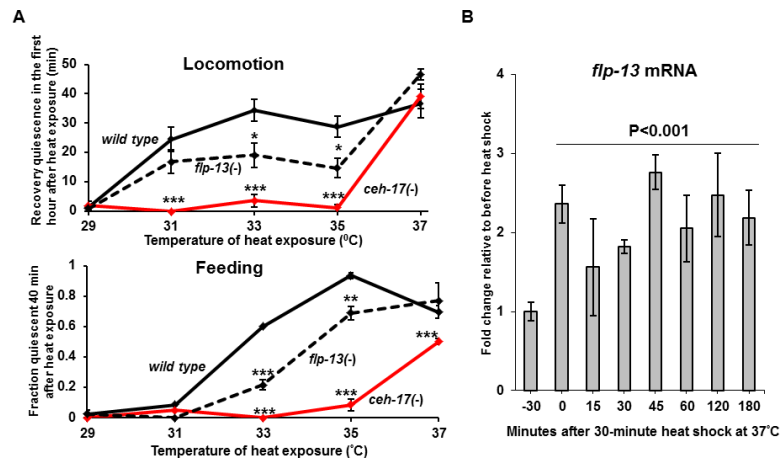 A
Locomotion
Recovery quiescence in the first
hour after heat exposure (min)
50
40
30
20
10
0
wild type
flp-13(-)
ceh-17(-)
*
*
***
***
***
29
31
33
35
37
Temperature of heat exposure (⁰C)
Feeding
Fraction quiescent 40 min
after heat exposure
1
0.8
0.6
0.4
0.2
0
wild type
flp-13(-)
ceh-17(-)
**
***
***
***
***
29
31
33
35
37
Temperature of heat exposure (˚C)
B
flp-13 mRNA
P<0.001
Fold change relative to before heat shock
4
3
2
1
0
-30
0
15
30
45
60
120
180
Minutes after 30-minute heat shock at 37˚C